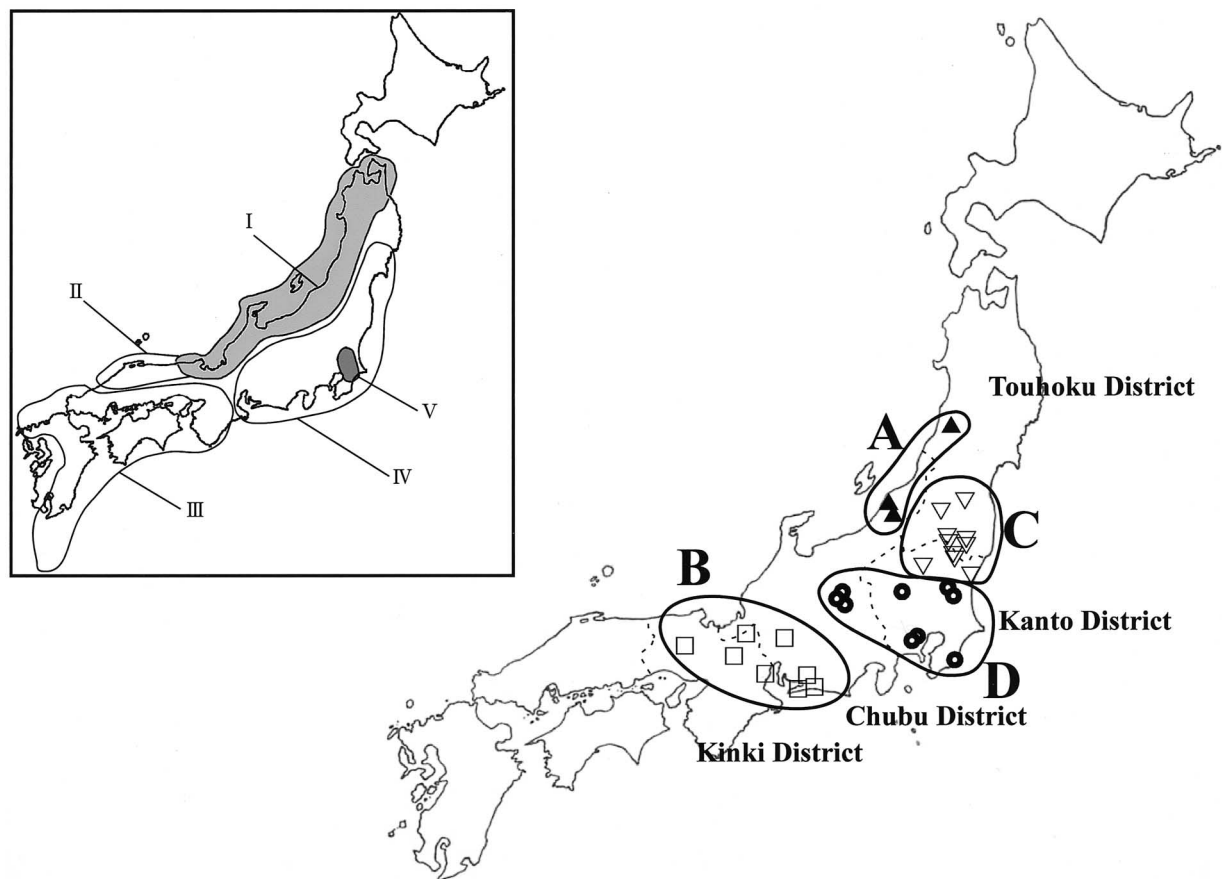 I
II
V
IV
III
Touhoku District
A
C
B
Kanto District
D
Chubu District
Kinki District